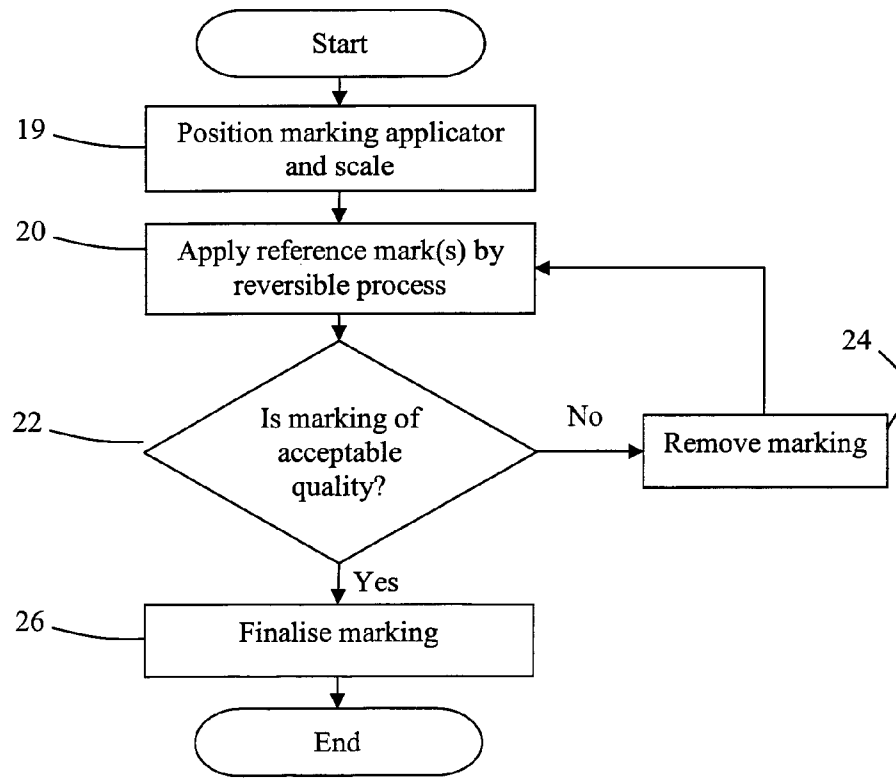 Start
19
Position marking applicator
and scale
20
Apply reference mark(s) by
reversible process
24
22
Is marking of
acceptable
quality?
No
Remove marking
Yes
26
Finalise marking
End